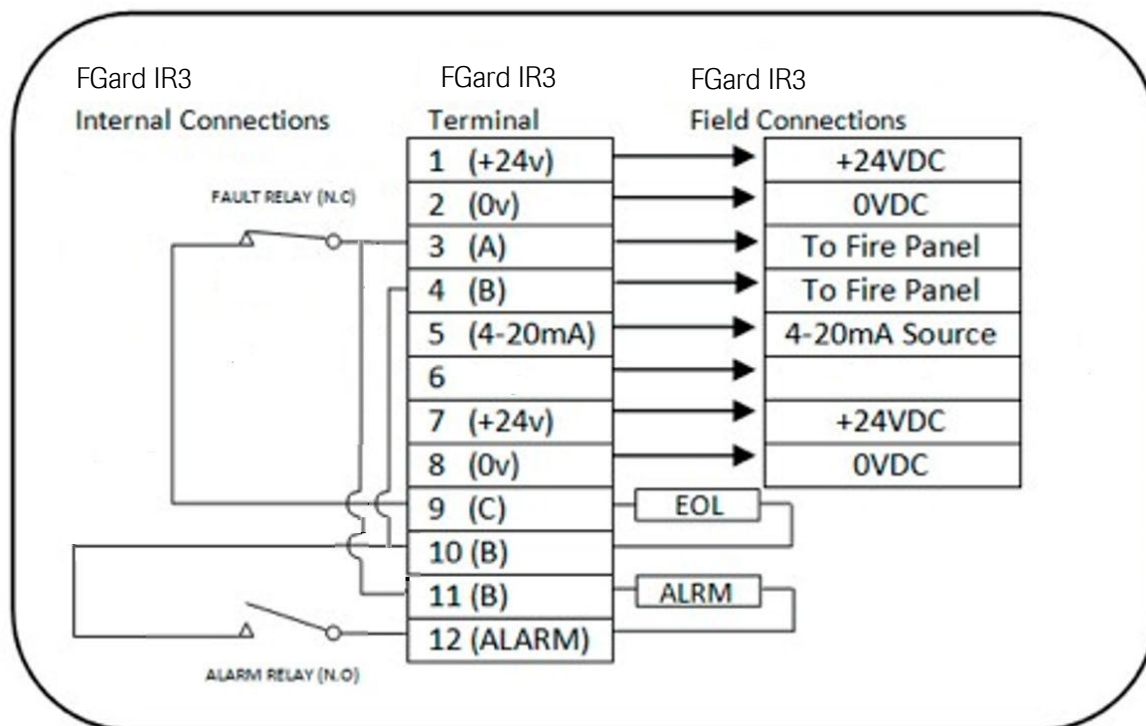 FGard IR3 FGard IR3 FGard IR3
Internal Connections Terminal Field Connections
1 (+24v) +24VDC
FAULT RELAY (N.C)
2 (0v) 0VDC
3 (A) To Fire Panel
4 (B) To Fire Panel
5 (4-20mA) 4-20mA Source
6
7 (+24v) +24VDC
8 (0v) 0VDC
9 (C) EOL
10 (B)
11 (B) ALRM
12 (ALARM)
ALARM RELAY (N.O)